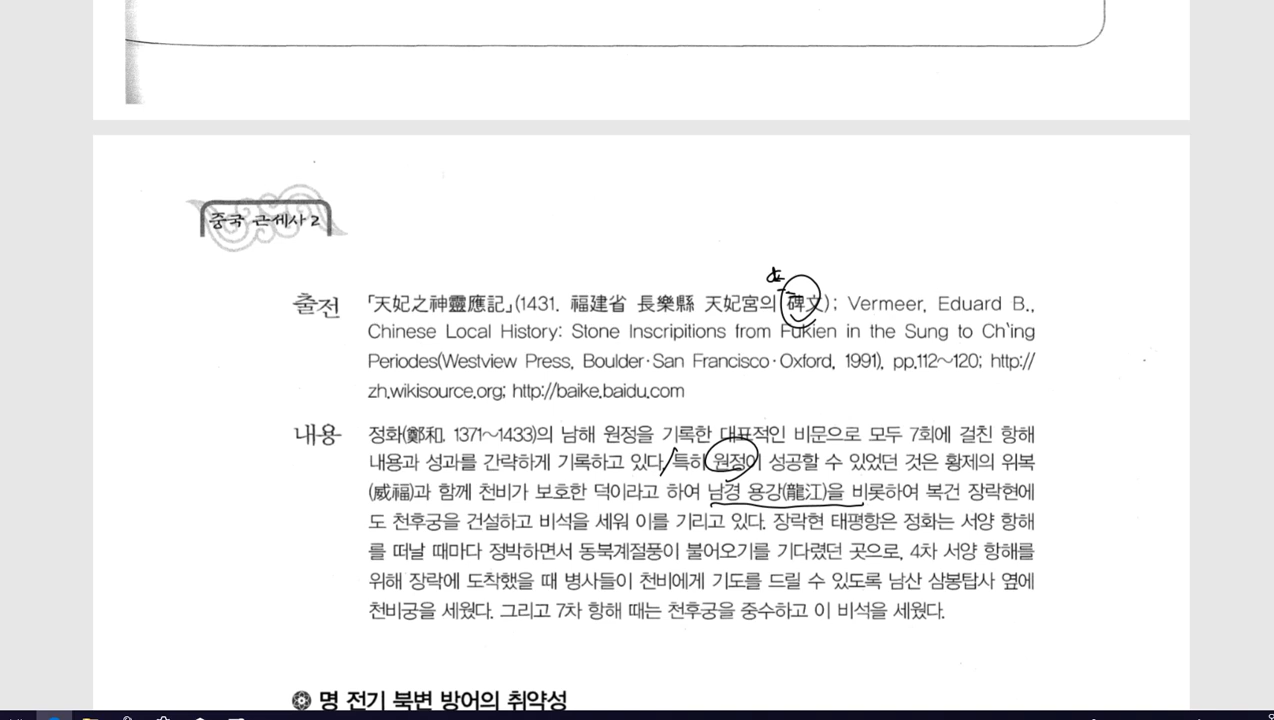 중국 근세사 2
출전 「天妃之神靈應記」(1431. 福建省 長樂縣 天妃宮의 碑文); Vermeer, Eduard B.,
Chinese Local History: Stone Inscripitions from Fukien in the Sung to Ch'ing
Periodes(Westview Press, Boulder·San Francisco·Oxford, 1991), pp.112~120; http://
zh.wikisource.org; http://baike.baidu.com
내용 정화(鄭和, 1371~1433)의 남해 원정을 기록한 대표적인 비문으로 모두 7회에 걸친 항해
내용과 성과를 간략하게 기록하고 있다. 특히 원정이 성공할 수 있었던 것은 황제의 위복
(威福)과 함께 천비가 보호한 덕이라고 하여 남경 용강(龍江)을 비롯하여 복건 장락현에
도 천후궁을 건설하고 비석을 세워 이를 기리고 있다. 장락현 태평항은 정화는 서양 항해
를 떠날 때마다 정박하면서 동북계절풍이 불어오기를 기다렸던 곳으로, 4차 서양 항해를
위해 장락에 도착했을 때 병사들이 천비에게 기도를 드릴 수 있도록 남산 삼봉탑사 옆에
천비궁을 세웠다. 그리고 7차 항해 때는 천후궁을 중수하고 이 비석을 세웠다.
명 전기 북변 방어의 취약성